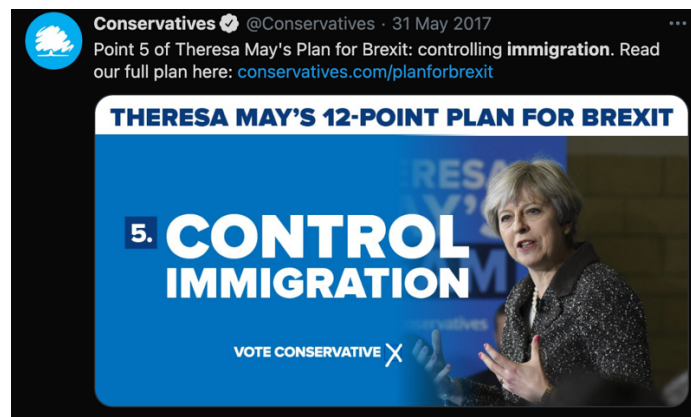 Conservatives @Conservatives · 31 May 2017
Point 5 of Theresa May's Plan for Brexit: controlling immigration. Read
our full plan here: conservatives.com/planforbrexit
THERESA MAY'S 12-POINT PLAN FOR BREXIT
5. CONTROL
IMMIGRATION
VOTE CONSERVATIVE